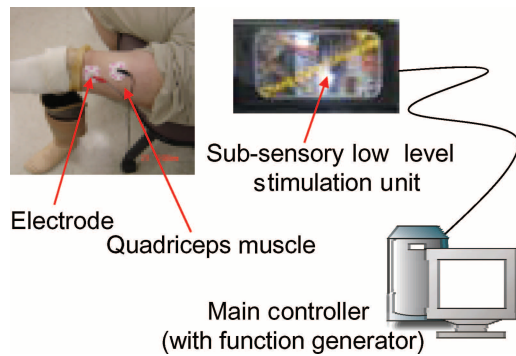 Sub-sensory low level
stimulation unit
Electrode
Quadriceps muscle
Main controller
(with function generator)